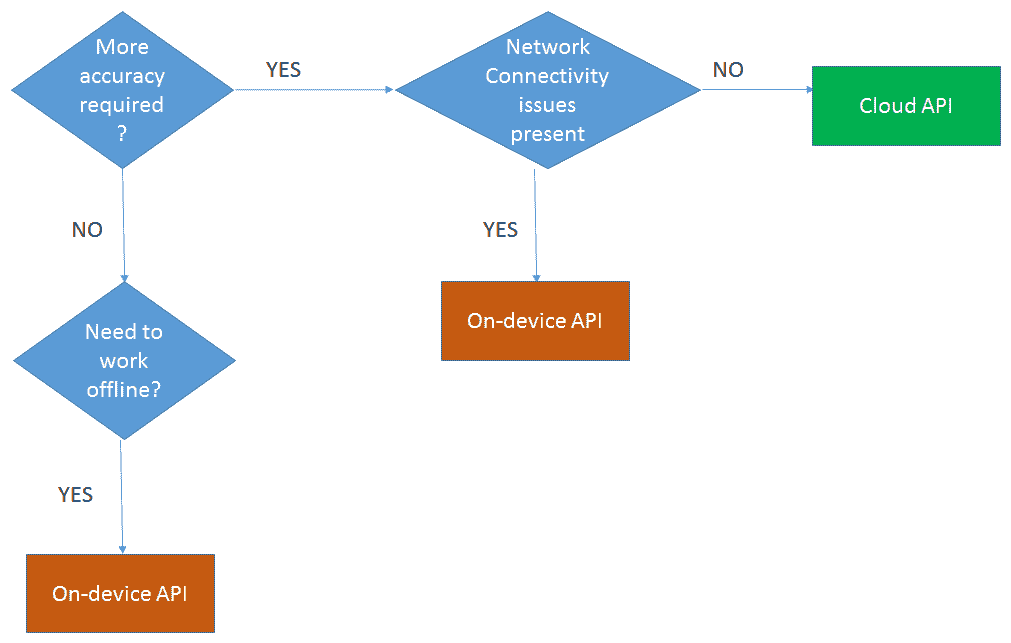 More
accuracy
required
?
YES
Network
Connectivity
issues
present
NO
Cloud API
NO
YES
On-device API
Need to
work
offline?
YES
On-device API